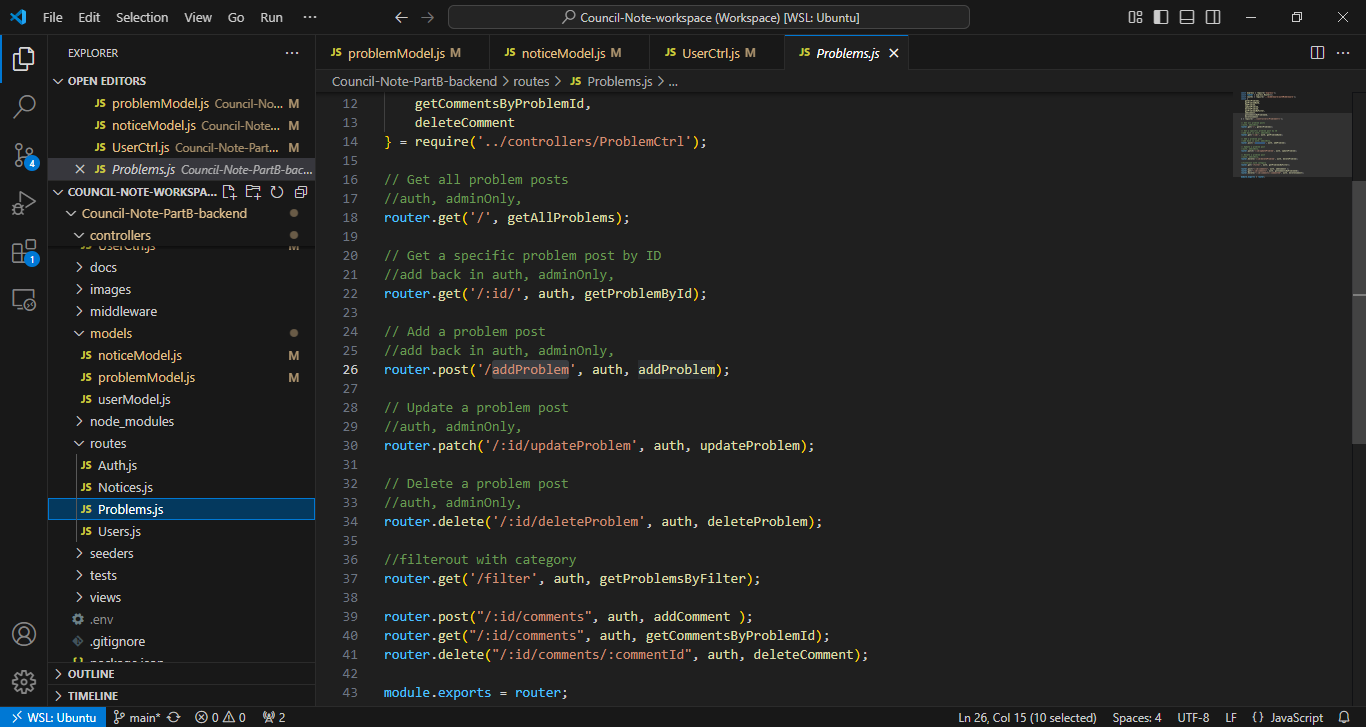 File Edit Selection View Go Run ··· Council-Note-workspace (Workspace) [WSL: Ubuntu]
EXPLORER ···
OPEN EDITORS
JS problemModel.js Council-No... M
JS noticeModel.js Council-Note... M
JS UserCtrl.js Council-Note-Part... M
JS Problems.js Council-Note-PartB-bac...
COUNCIL-NOTE-WORKSPA...
Council-Note-PartB-backend
controllers
UserCtrl.js M
docs
images
middleware
models
JS noticeModel.js M
JS problemModel.js M
JS userModel.js
node_modules
routes
JS Auth.js
JS Notices.js
JS Problems.js
JS Users.js
seeders
tests
views
.env
.gitignore
package.json
OUTLINE
TIMELINE
4
1
JS problemModel.js M JS noticeModel.js M JS UserCtrl.js M JS Problems.js
Council-Note-PartB-backend > routes > JS Problems.js > ...
12 getCommentsByProblemId,
13 deleteComment
14 } = require('../controllers/ProblemCtrl');
15
16 // Get all problem posts
17 //auth, adminOnly,
18 router.get('/', getAllProblems);
19
20 // Get a specific problem post by ID
21 //add back in auth, adminOnly,
22 router.get('/:id/', auth, getProblemById);
23
24 // Add a problem post
25 //add back in auth, adminOnly,
26 router.post('/addProblem', auth, addProblem);
27
28 // Update a problem post
29 //auth, adminOnly,
30 router.patch('/:id/updateProblem', auth, updateProblem);
31
32 // Delete a problem post
33 //auth, adminOnly,
34 router.delete('/:id/deleteProblem', auth, deleteProblem);
35
36 //filterout with category
37 router.get('/filter', auth, getProblemsByFilter);
38
39 router.post("/:id/comments", auth, addComment );
40 router.get("/:id/comments", auth, getCommentsByProblemId);
41 router.delete("/:id/comments/:commentId", auth, deleteComment);
42
43 module.exports = router;
WSL: Ubuntu main* 0 0 2 Ln 26, Col 15 (10 selected) Spaces: 4 UTF-8 LF {} JavaScript